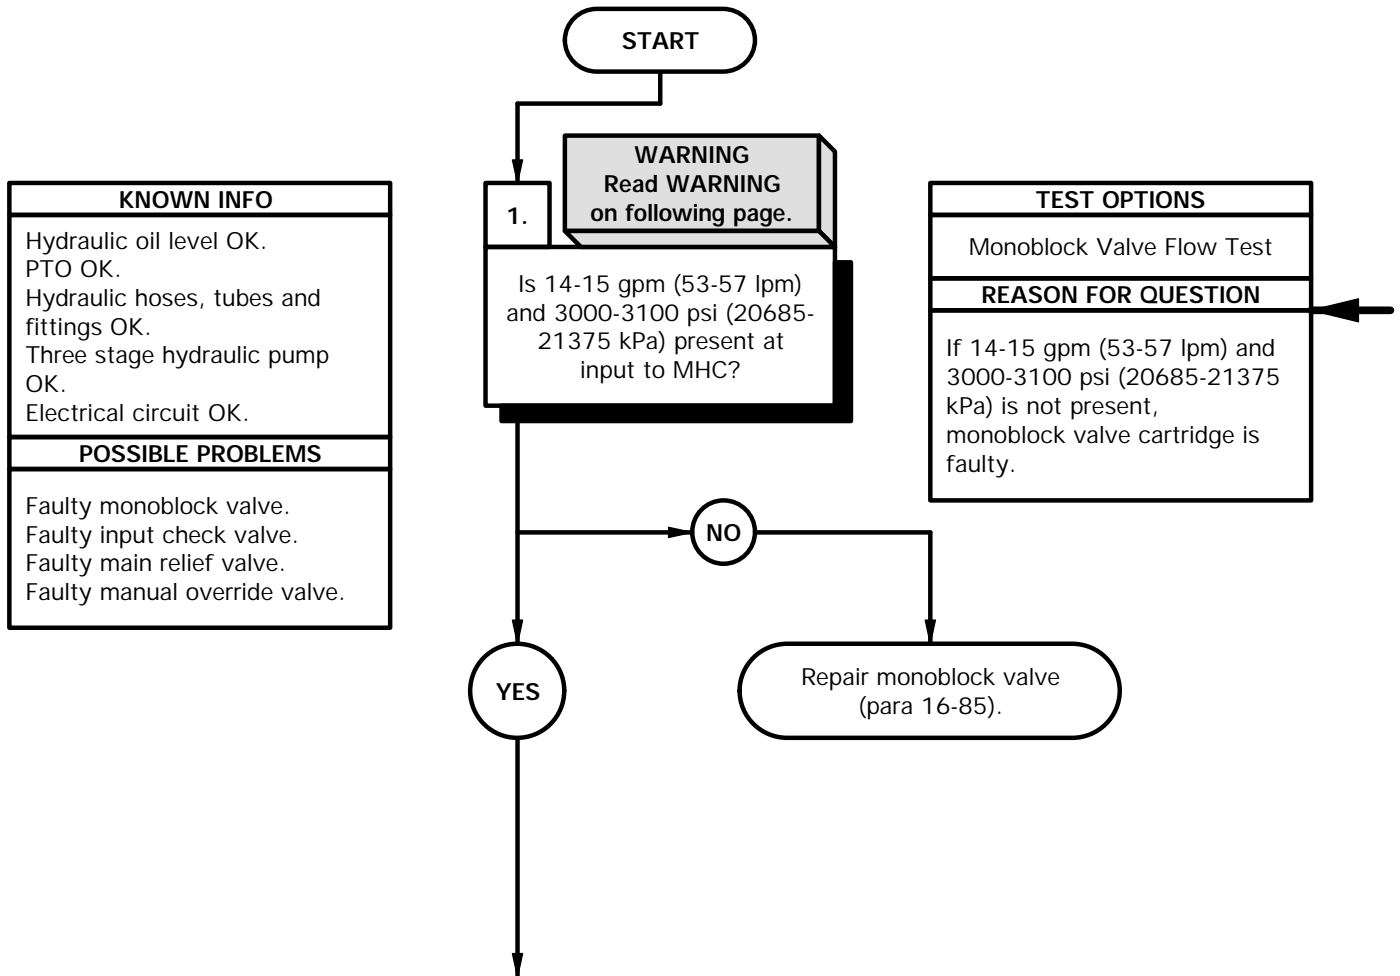 START
WARNING
Read WARNING
on following page.
1.
Is 14-15 gpm (53-57 lpm)
and 3000-3100 psi (20685-
21375 kPa) present at
input to MHC?
KNOWN INFO
Hydraulic oil level OK.
PTO OK.
Hydraulic hoses, tubes and
fittings OK.
Three stage hydraulic pump
OK.
Electrical circuit OK.
POSSIBLE PROBLEMS
Faulty monoblock valve.
Faulty input check valve.
Faulty main relief valve.
Faulty manual override valve.
TEST OPTIONS
Monoblock Valve Flow Test
REASON FOR QUESTION
If 14-15 gpm (53-57 lpm) and
3000-3100 psi (20685-21375
kPa) is not present,
monoblock valve cartridge is
faulty.
NO
YES
Repair monoblock valve
(para 16-85).